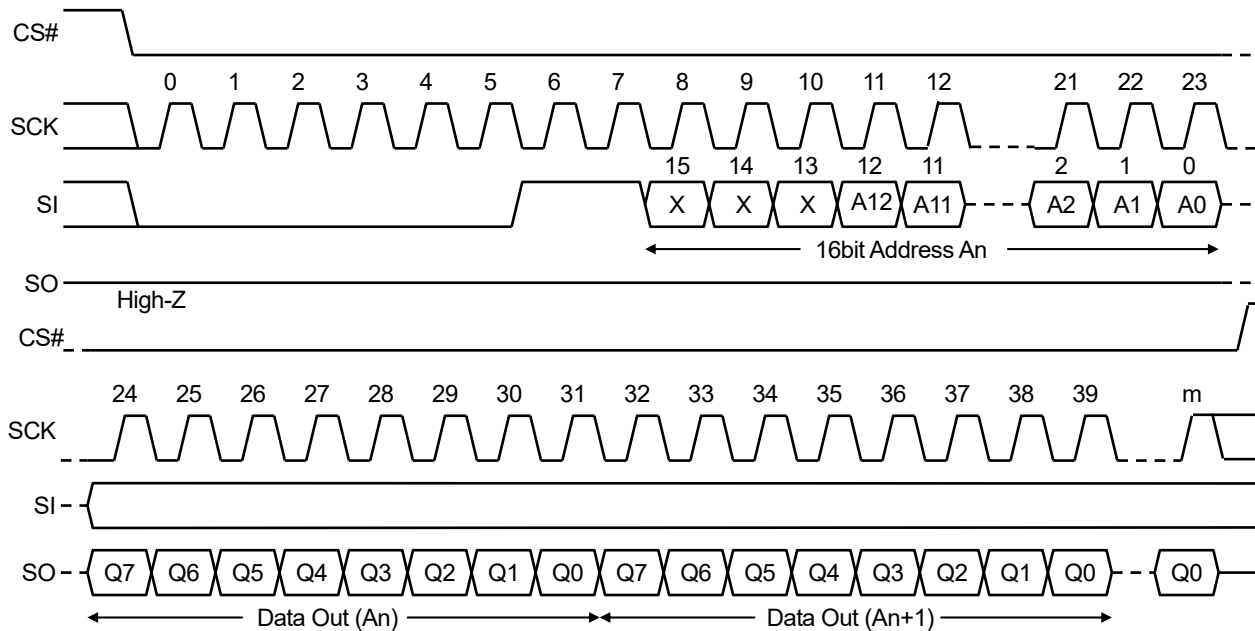 CS#
0 1 2 3 4 5 6 7 8 9 10 11 12 21 22 23
SCK
15 14 13 12 11 2 1 0
SI X X X A12 A11 A2 A1 A0
16bit Address An
SO
High-Z
CS#
24 25 26 27 28 29 30 31 32 33 34 35 36 37 38 39 m
SCK
SI
SO Q7 Q6 Q5 Q4 Q3 Q2 Q1 Q0 Q7 Q6 Q5 Q4 Q3 Q2 Q1 Q0 Q0
Data Out (An) Data Out (An+1)